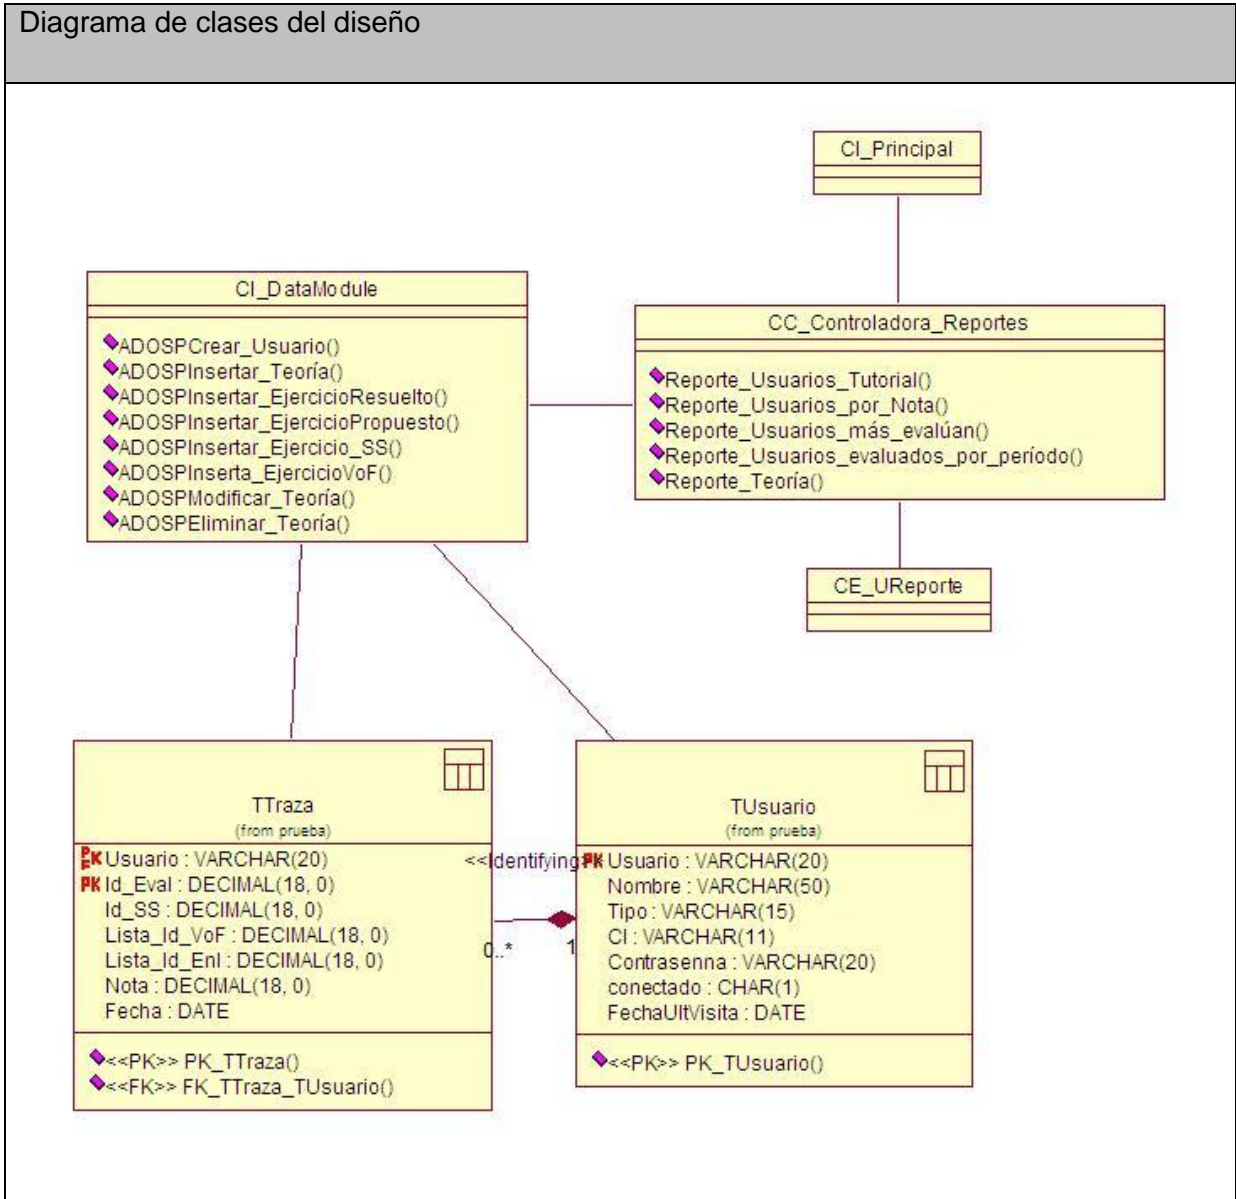 Diagrama de clases del diseño
CI_Principal
CI_DataModule
ADOSPCrear_Usuario()
ADOSPInsertar_Teoría()
ADOSPInsertar_EjercicioResuelto()
ADOSPInsertar_EjercicioPropuesto()
ADOSPInsertar_Ejercicio_SS()
ADOSPInserta_EjercicioVoF()
ADOSPModificar_Teoría()
ADOSPEliminar_Teoría()
CC_Controladora_Reportes
Reporte_Usuarios_Tutorial()
Reporte_Usuarios_por_Nota()
Reporte_Usuarios_más_evalúan()
Reporte_Usuarios_evaluados_por_período()
Reporte_Teoría()
CE_UReporte
TTraza
(from prueba)
PFK Usuario : VARCHAR(20)
PK Id_Eval : DECIMAL(18, 0)
Id_SS : DECIMAL(18, 0)
Lista_Id_VoF : DECIMAL(18, 0)
Lista_Id_Enl : DECIMAL(18, 0)
Nota : DECIMAL(18, 0)
Fecha : DATE
<<PK>> PK_TTraza()
<<FK>> FK_TTraza_TUsuario()
<<Identifying
0..*
1
TUsuario
(from prueba)
PK Usuario : VARCHAR(20)
Nombre : VARCHAR(50)
Tipo : VARCHAR(15)
CI : VARCHAR(11)
Contrasenna : VARCHAR(20)
conectado : CHAR(1)
FechaUltVisita : DATE
<<PK>> PK_TUsuario()